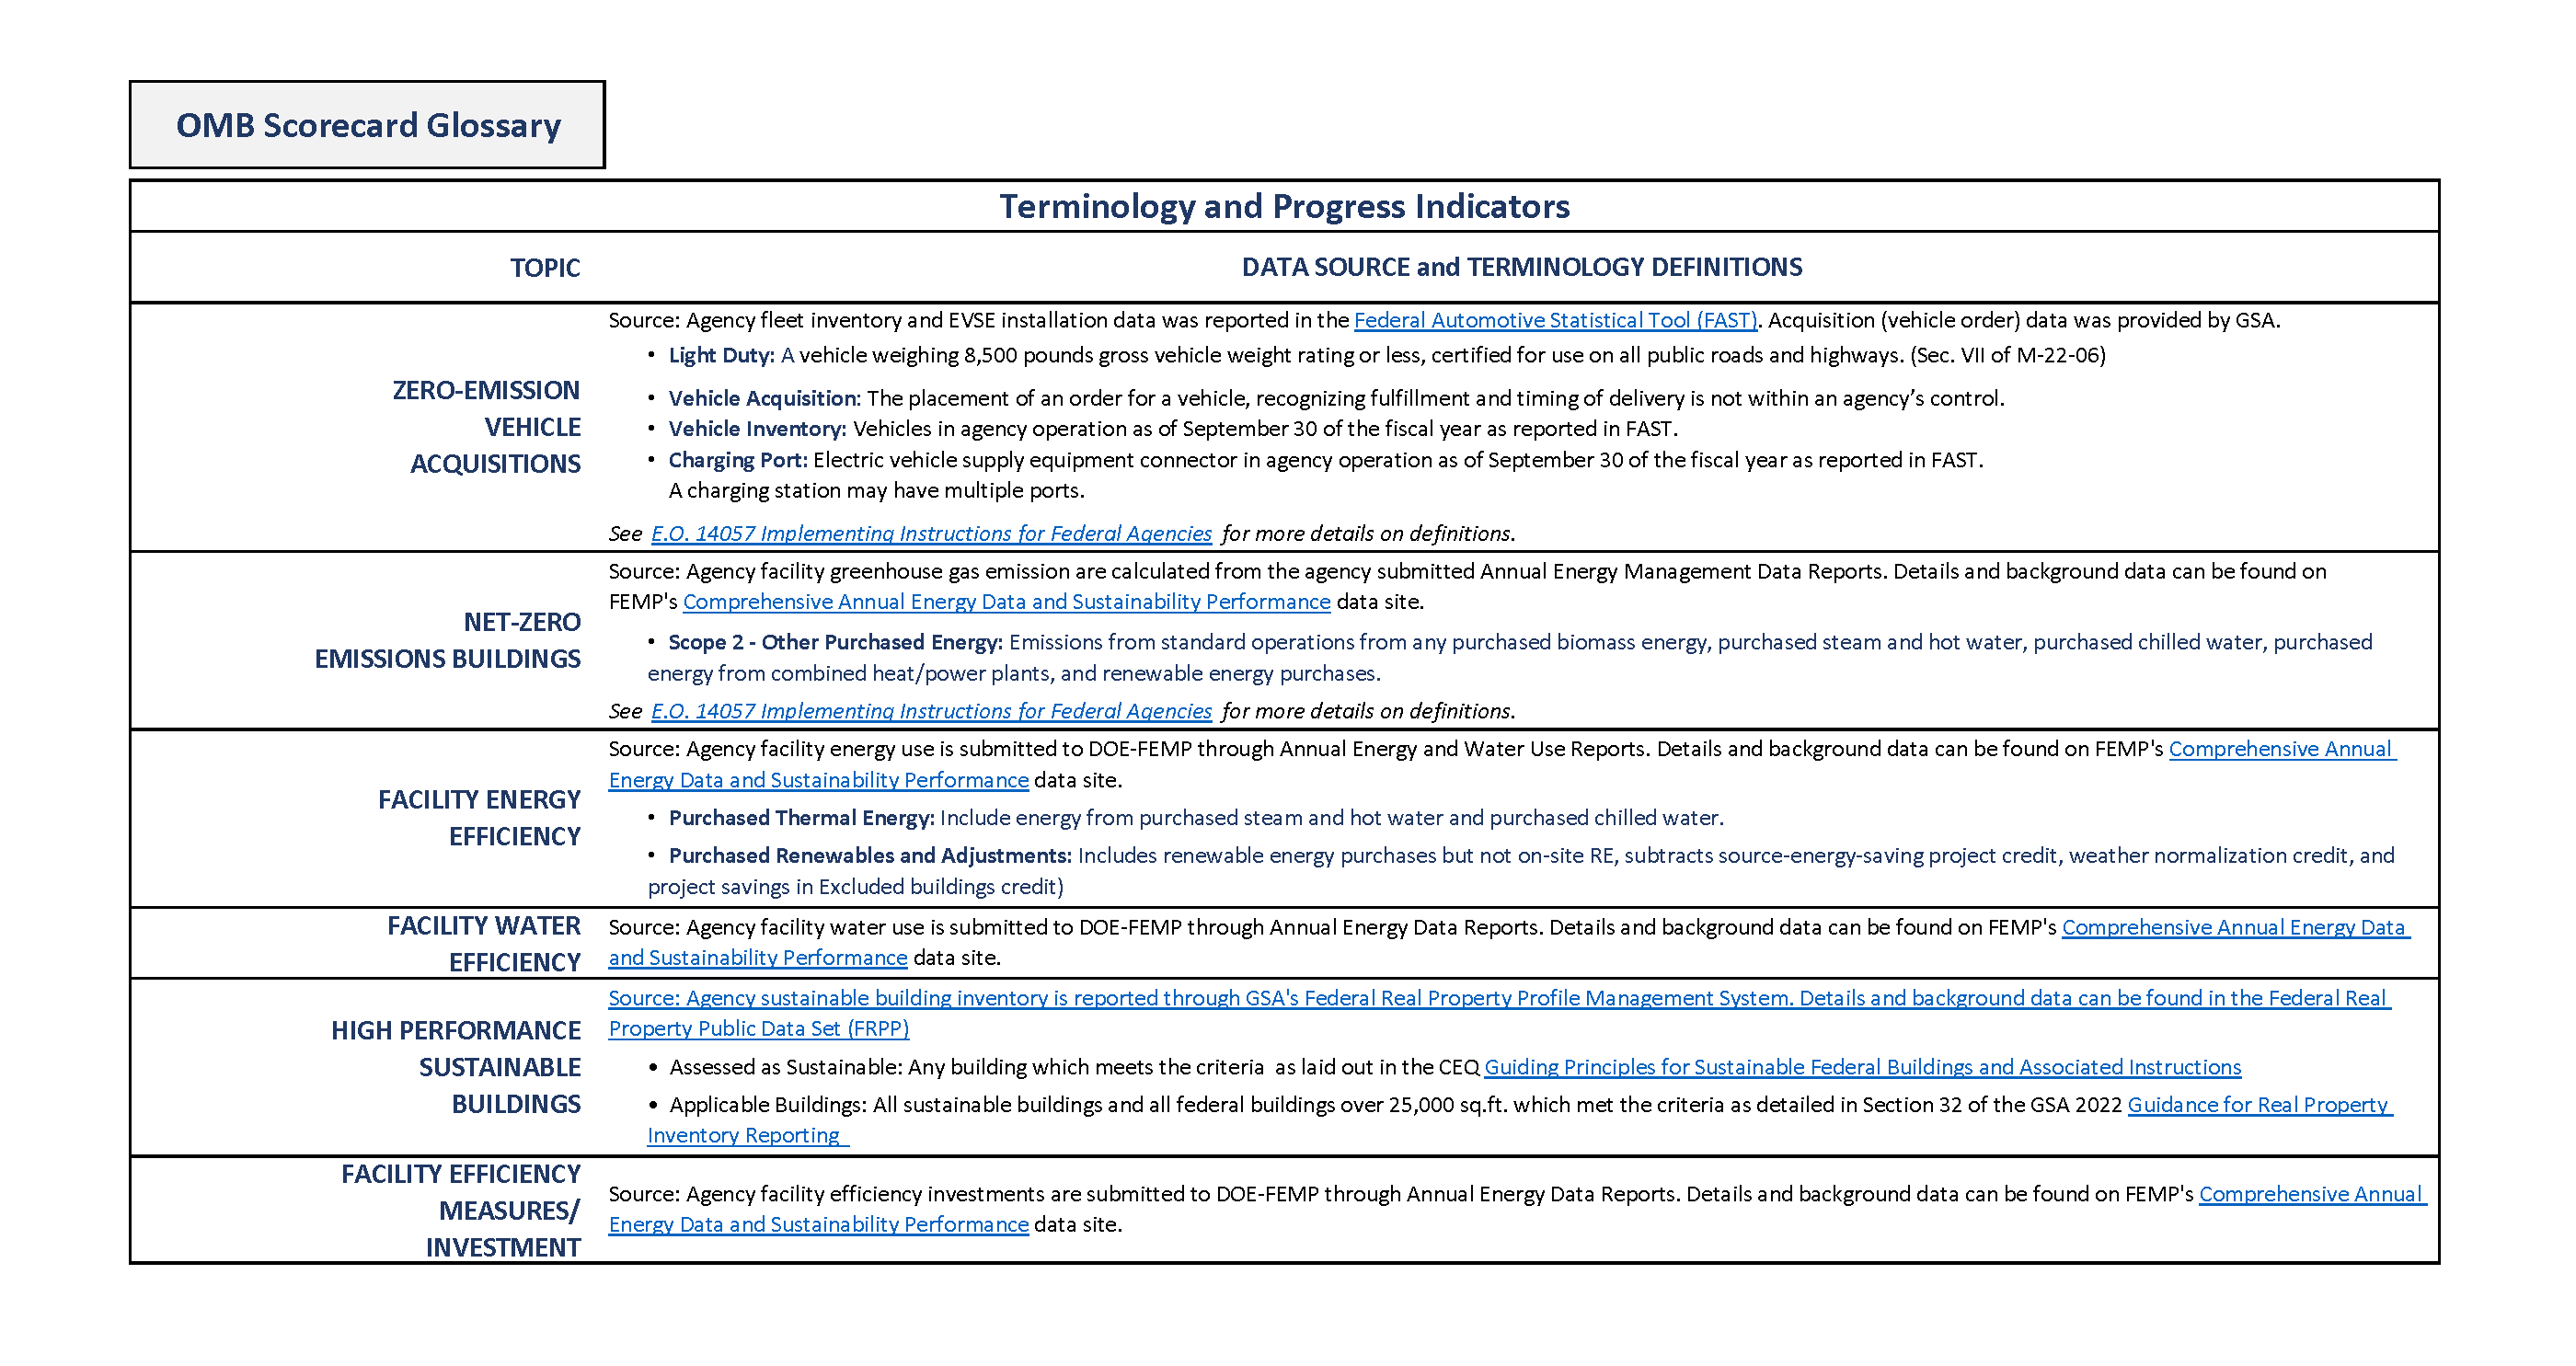 OMB Scorecard Glossary
Terminology and Progress Indicators
TOPIC
DATA SOURCE and TERMINOLOGY DEFINITIONS
ZERO-EMISSION
VEHICLE
ACQUISITIONS
Source: Agency fleet inventory and EVSE installation data was reported in the Federal Automotive Statistical Tool (FAST). Acquisition (vehicle order) data was provided by GSA.
• Light Duty: A vehicle weighing 8,500 pounds gross vehicle weight rating or less, certified for use on all public roads and highways. (Sec. VII of M-22-06)
• Vehicle Acquisition: The placement of an order for a vehicle, recognizing fulfillment and timing of delivery is not within an agency’s control.
• Vehicle Inventory: Vehicles in agency operation as of September 30 of the fiscal year as reported in FAST.
• Charging Port: Electric vehicle supply equipment connector in agency operation as of September 30 of the fiscal year as reported in FAST.
A charging station may have multiple ports.
See E.O. 14057 Implementing Instructions for Federal Agencies for more details on definitions.
NET-ZERO
EMISSIONS BUILDINGS
Source: Agency facility greenhouse gas emission are calculated from the agency submitted Annual Energy Management Data Reports. Details and background data can be found on
FEMP's Comprehensive Annual Energy Data and Sustainability Performance data site.
• Scope 2 - Other Purchased Energy: Emissions from standard operations from any purchased biomass energy, purchased steam and hot water, purchased chilled water, purchased
energy from combined heat/power plants, and renewable energy purchases.
See E.O. 14057 Implementing Instructions for Federal Agencies for more details on definitions.
FACILITY ENERGY
EFFICIENCY
Source: Agency facility energy use is submitted to DOE-FEMP through Annual Energy and Water Use Reports. Details and background data can be found on FEMP's Comprehensive Annual
Energy Data and Sustainability Performance data site.
• Purchased Thermal Energy: Include energy from purchased steam and hot water and purchased chilled water.
• Purchased Renewables and Adjustments: Includes renewable energy purchases but not on-site RE, subtracts source-energy-saving project credit, weather normalization credit, and
project savings in Excluded buildings credit)
FACILITY WATER
EFFICIENCY
Source: Agency facility water use is submitted to DOE-FEMP through Annual Energy Data Reports. Details and background data can be found on FEMP's Comprehensive Annual Energy Data
and Sustainability Performance data site.
HIGH PERFORMANCE
SUSTAINABLE
BUILDINGS
Source: Agency sustainable building inventory is reported through GSA's Federal Real Property Profile Management System. Details and background data can be found in the Federal Real
Property Public Data Set (FRPP)
• Assessed as Sustainable: Any building which meets the criteria as laid out in the CEQ Guiding Principles for Sustainable Federal Buildings and Associated Instructions
• Applicable Buildings: All sustainable buildings and all federal buildings over 25,000 sq.ft. which met the criteria as detailed in Section 32 of the GSA 2022 Guidance for Real Property
Inventory Reporting
FACILITY EFFICIENCY
MEASURES/
INVESTMENT
Source: Agency facility efficiency investments are submitted to DOE-FEMP through Annual Energy Data Reports. Details and background data can be found on FEMP's Comprehensive Annual
Energy Data and Sustainability Performance data site.